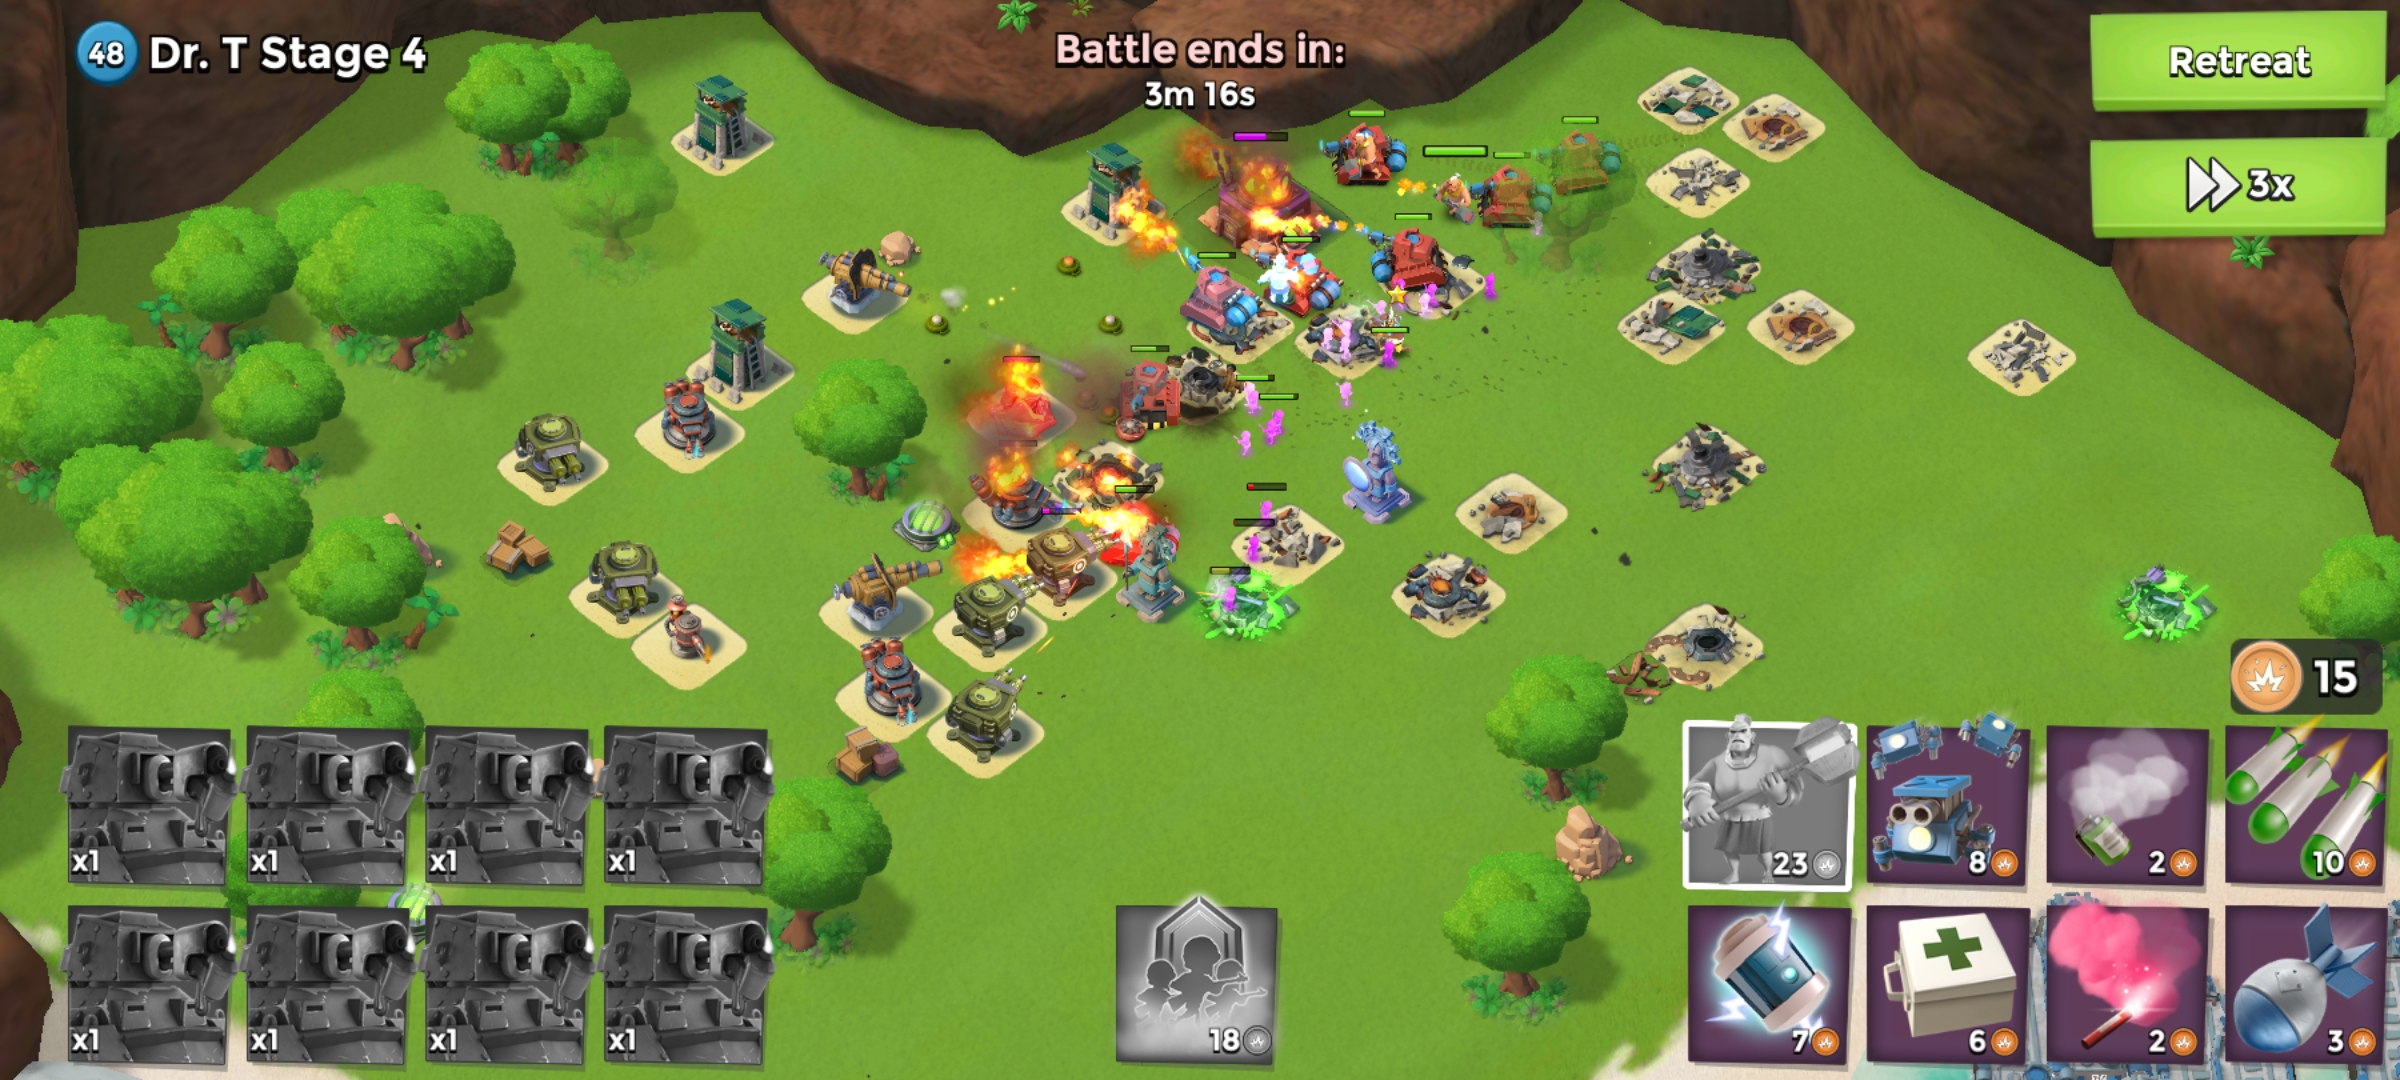 48 Dr. T Stage 4
Battle ends in:
3m 16s
Retreat
3x
15
x1 x1 x1 x1
23 8 2 10
x1 x1 x1 x1
18
7 6 2 3